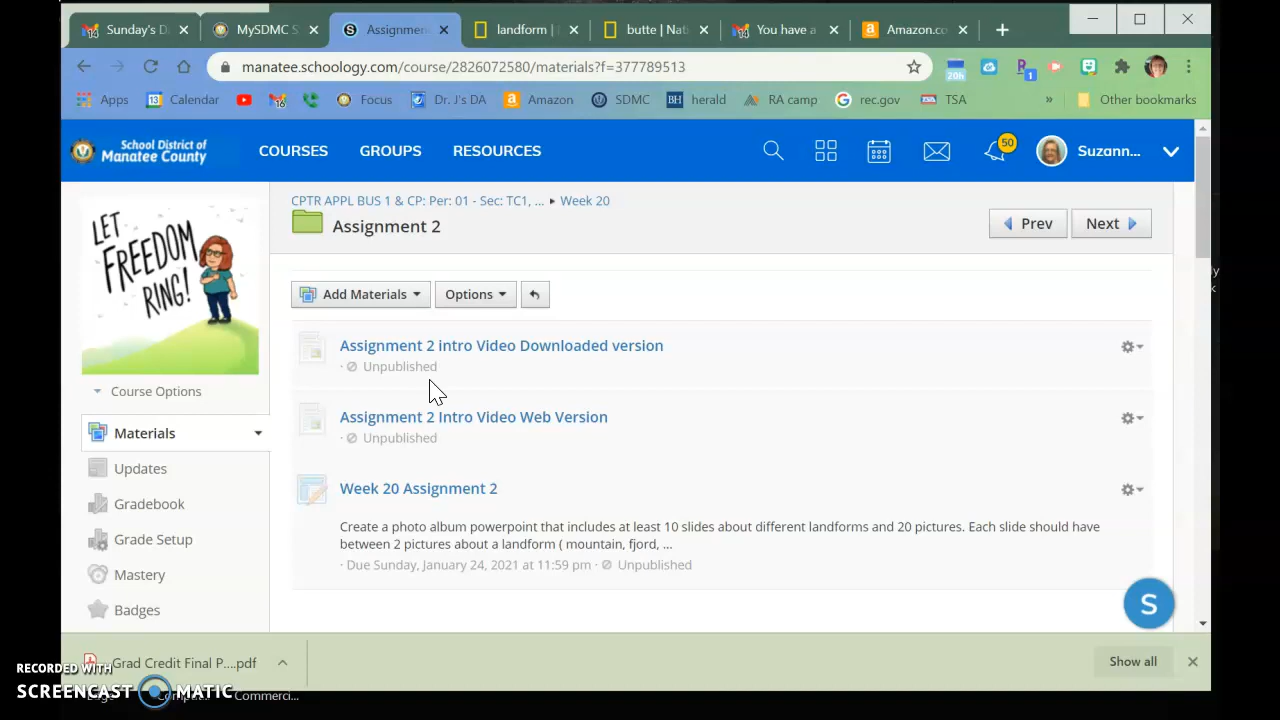 Sunday's D
MySDMC S
Assignmen
landform |
butte | Nati
You have a
Amazon.co
manatee.schoology.com/course/2826072580/materials?f=377789513
20h
1
Apps
13 Calendar
Focus
Dr. J's DA
Amazon
SDMC
BH herald
RA camp
rec.gov
TSA
»
Other bookmarks
School District of
Manatee County
COURSES
GROUPS
RESOURCES
50
Suzann...
LET
FREEDOM
RING!
CPTR APPL BUS 1 & CP: Per: 01 - Sec: TC1, ... ▸ Week 20
Assignment 2
Prev
Next
Add Materials
Options
Assignment 2 intro Video Downloaded version
· Unpublished
Assignment 2 Intro Video Web Version
· Unpublished
Week 20 Assignment 2
Create a photo album powerpoint that includes at least 10 slides about different landforms and 20 pictures. Each slide should have
between 2 pictures about a landform ( mountain, fjord, ...
· Due Sunday, January 24, 2021 at 11:59 pm · Unpublished
Course Options
Materials
Updates
Gradebook
Grade Setup
Mastery
Badges
S
Grad Credit Final P....pdf
Show all
RECORDED WITH
SCREENCAST MATIC
Commerci...